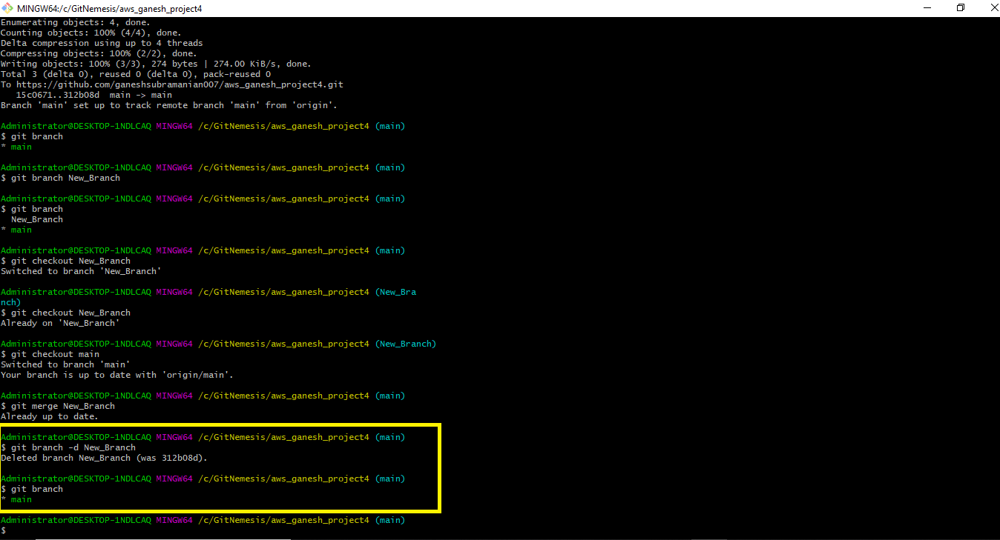 MINGW64:/c/GitNemesis/aws_ganesh_project4
Enumerating objects: 4, done.
Counting objects: 100% (4/4), done.
Delta compression using up to 4 threads
Compressing objects: 100% (2/2), done.
Writing objects: 100% (3/3), 274 bytes | 274.00 KiB/s, done.
Total 3 (delta 0), reused 0 (delta 0), pack-reused 0
To https://github.com/ganeshsubramanian007/aws_ganesh_project4.git
   15c0671..312b08d  main -> main
Branch 'main' set up to track remote branch 'main' from 'origin'.
Administrator@DESKTOP-1NDLCAQ MINGW64 /c/GitNemesis/aws_ganesh_project4 (main)
$ git branch
* main
Administrator@DESKTOP-1NDLCAQ MINGW64 /c/GitNemesis/aws_ganesh_project4 (main)
$ git branch New_Branch
Administrator@DESKTOP-1NDLCAQ MINGW64 /c/GitNemesis/aws_ganesh_project4 (main)
$ git branch
  New_Branch
* main
Administrator@DESKTOP-1NDLCAQ MINGW64 /c/GitNemesis/aws_ganesh_project4 (main)
$ git checkout New_Branch
Switched to branch 'New_Branch'
Administrator@DESKTOP-1NDLCAQ MINGW64 /c/GitNemesis/aws_ganesh_project4 (New_Bra
nch)
$ git checkout New_Branch
Already on 'New_Branch'
Administrator@DESKTOP-1NDLCAQ MINGW64 /c/GitNemesis/aws_ganesh_project4 (New_Branch)
$ git checkout main
Switched to branch 'main'
Your branch is up to date with 'origin/main'.
Administrator@DESKTOP-1NDLCAQ MINGW64 /c/GitNemesis/aws_ganesh_project4 (main)
$ git merge New_Branch
Already up to date.
Administrator@DESKTOP-1NDLCAQ MINGW64 /c/GitNemesis/aws_ganesh_project4 (main)
$ git branch -d New_Branch
Deleted branch New_Branch (was 312b08d).
Administrator@DESKTOP-1NDLCAQ MINGW64 /c/GitNemesis/aws_ganesh_project4 (main)
$ git branch
* main
Administrator@DESKTOP-1NDLCAQ MINGW64 /c/GitNemesis/aws_ganesh_project4 (main)
$